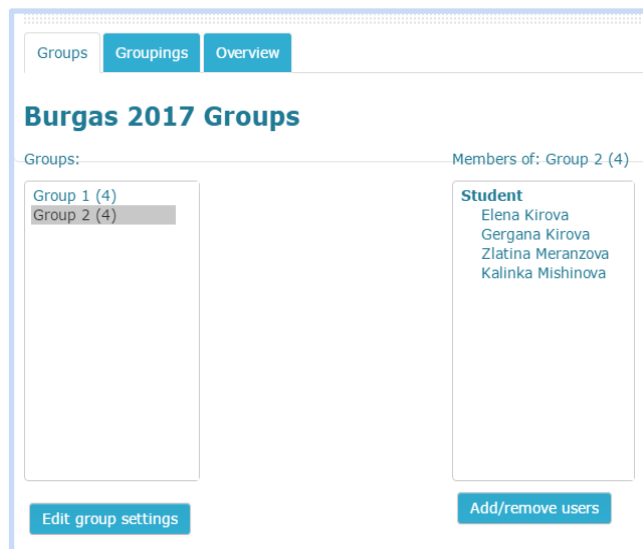 Groups
Groupings
Overview
Burgas 2017 Groups
Groups:
Group 1 (4)
Group 2 (4)
Edit group settings
Members of: Group 2 (4)
Student
Elena Kirova
Gergana Kirova
Zlatina Meranzova
Kalinka Mishinova
Add/remove users